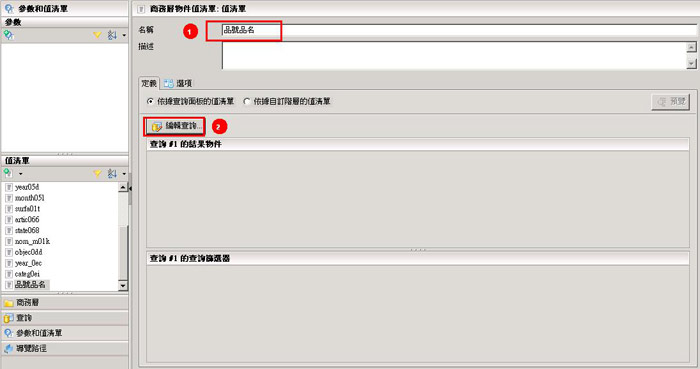 參數和值清單
參數
值清單
year05d
month05l
surfa01t
artic066
state068
nom_m01k
objec0dd
year_0ec
categ0ei
品號品名
商務層
查詢
參數和值清單
導覽路徑
商務層物件值清單: 值清單
名稱
品號品名
1
描述
定義
選項
依據查詢面板的值清單
依據自訂階層的值清單
預覽
編輯查詢...
2
查詢 #1 的結果物件
查詢 #1 的查詢篩選器